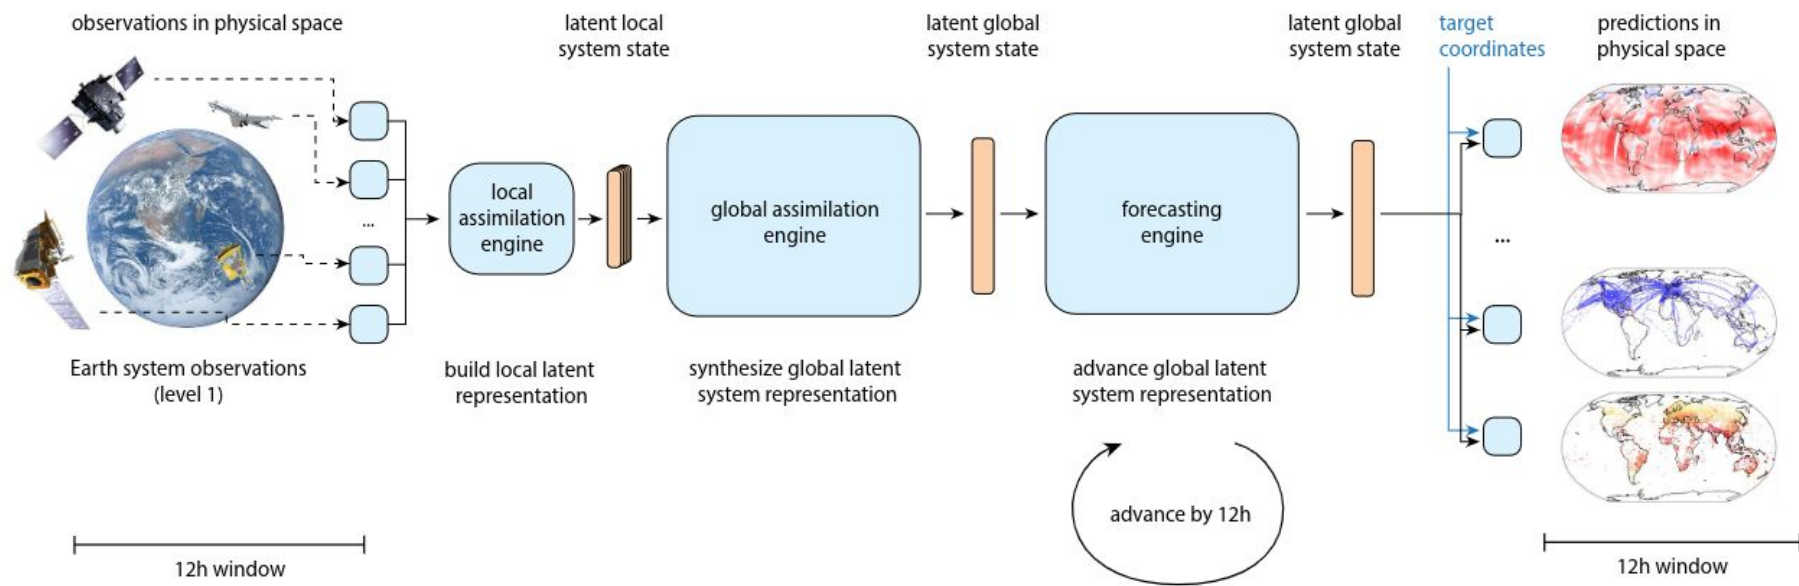 observations in physical space
latent local
system state
latent global
system state
latent global
system state
target
coordinates
predictions in
physical space
...
local
assimilation
engine
global assimilation
engine
forecasting
engine
...
Earth system observations
(level 1)
build local latent
representation
synthesize global latent
system representation
advance global latent
system representation
advance by 12h
12h window
12h window